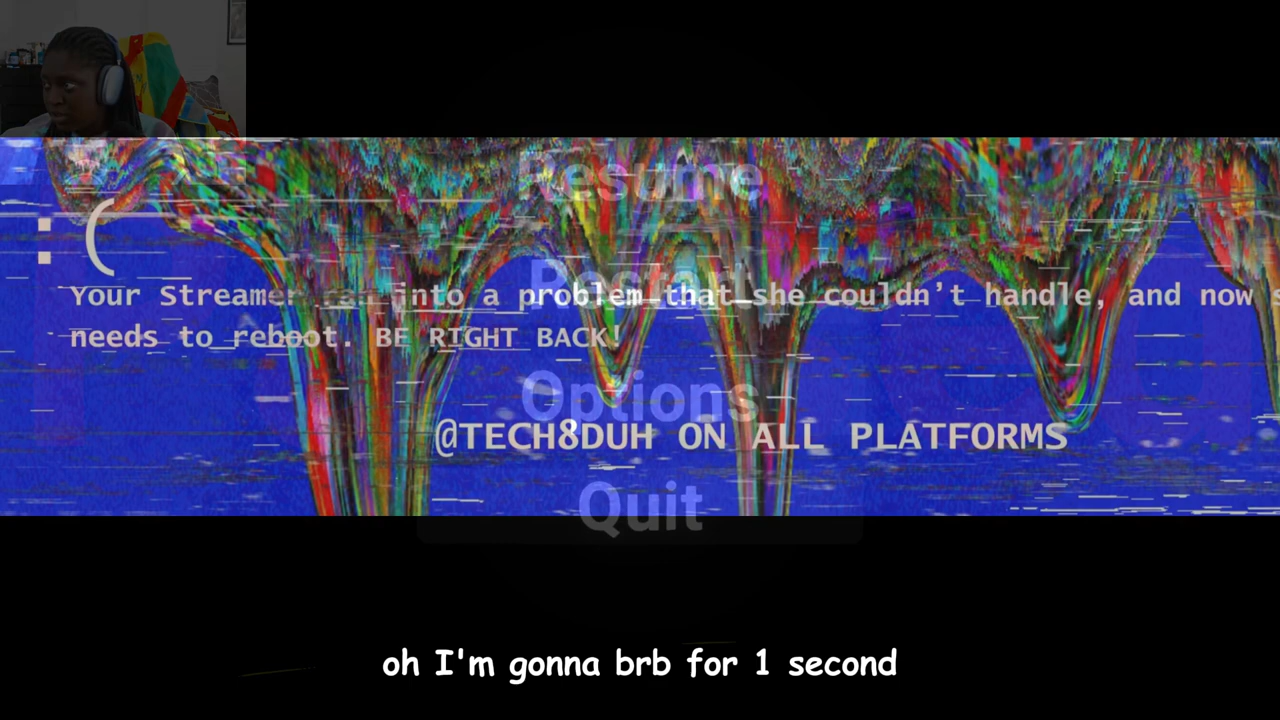 Resume
:(
Restart
Your Streamer ran into a problem that she couldn’t handle, and now s
needs to reboot. BE RIGHT BACK!
Options
@TECH8DUH ON ALL PLATFORMS
Quit
oh I'm gonna brb for 1 second